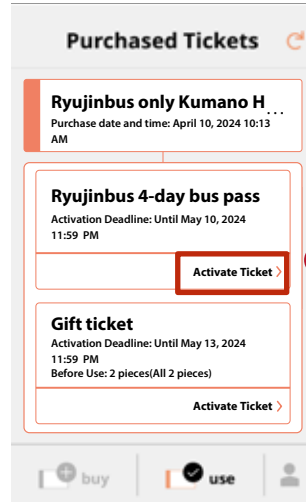 Purchased Tickets
Ryujinbus only Kumano H...
Purchase date and time: April 10, 2024 10:13
AM
Ryujinbus 4-day bus pass
Activation Deadline: Until May 10, 2024
11:59 PM
Activate Ticket
Gift ticket
Activation Deadline: Until May 13, 2024
11:59 PM
Before Use: 2 pieces(All 2 pieces)
Activate Ticket
buy
use